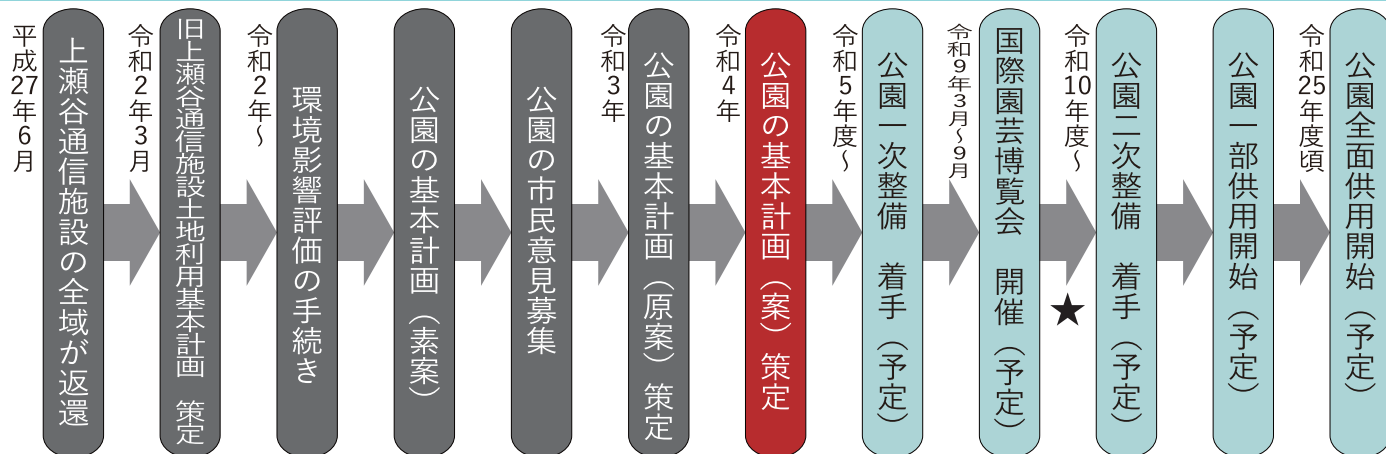 平成27年6月
上瀬谷通信施設の全域が返還
令和2年3月
旧上瀬谷通信施設土地利用基本計画　策定
令和2年～
環境影響評価の手続き
公園の基本計画（素案）
公園の市民意見募集
令和3年
公園の基本計画（原案）策定
令和4年
公園の基本計画（案）策定
令和5年度～
公園一次整備　着手（予定）
令和9年3月～9月
国際園芸博覧会　開催（予定）
令和10年度～
★
公園二次整備　着手（予定）
公園一部供用開始（予定）
令和25年度頃
公園全面供用開始（予定）